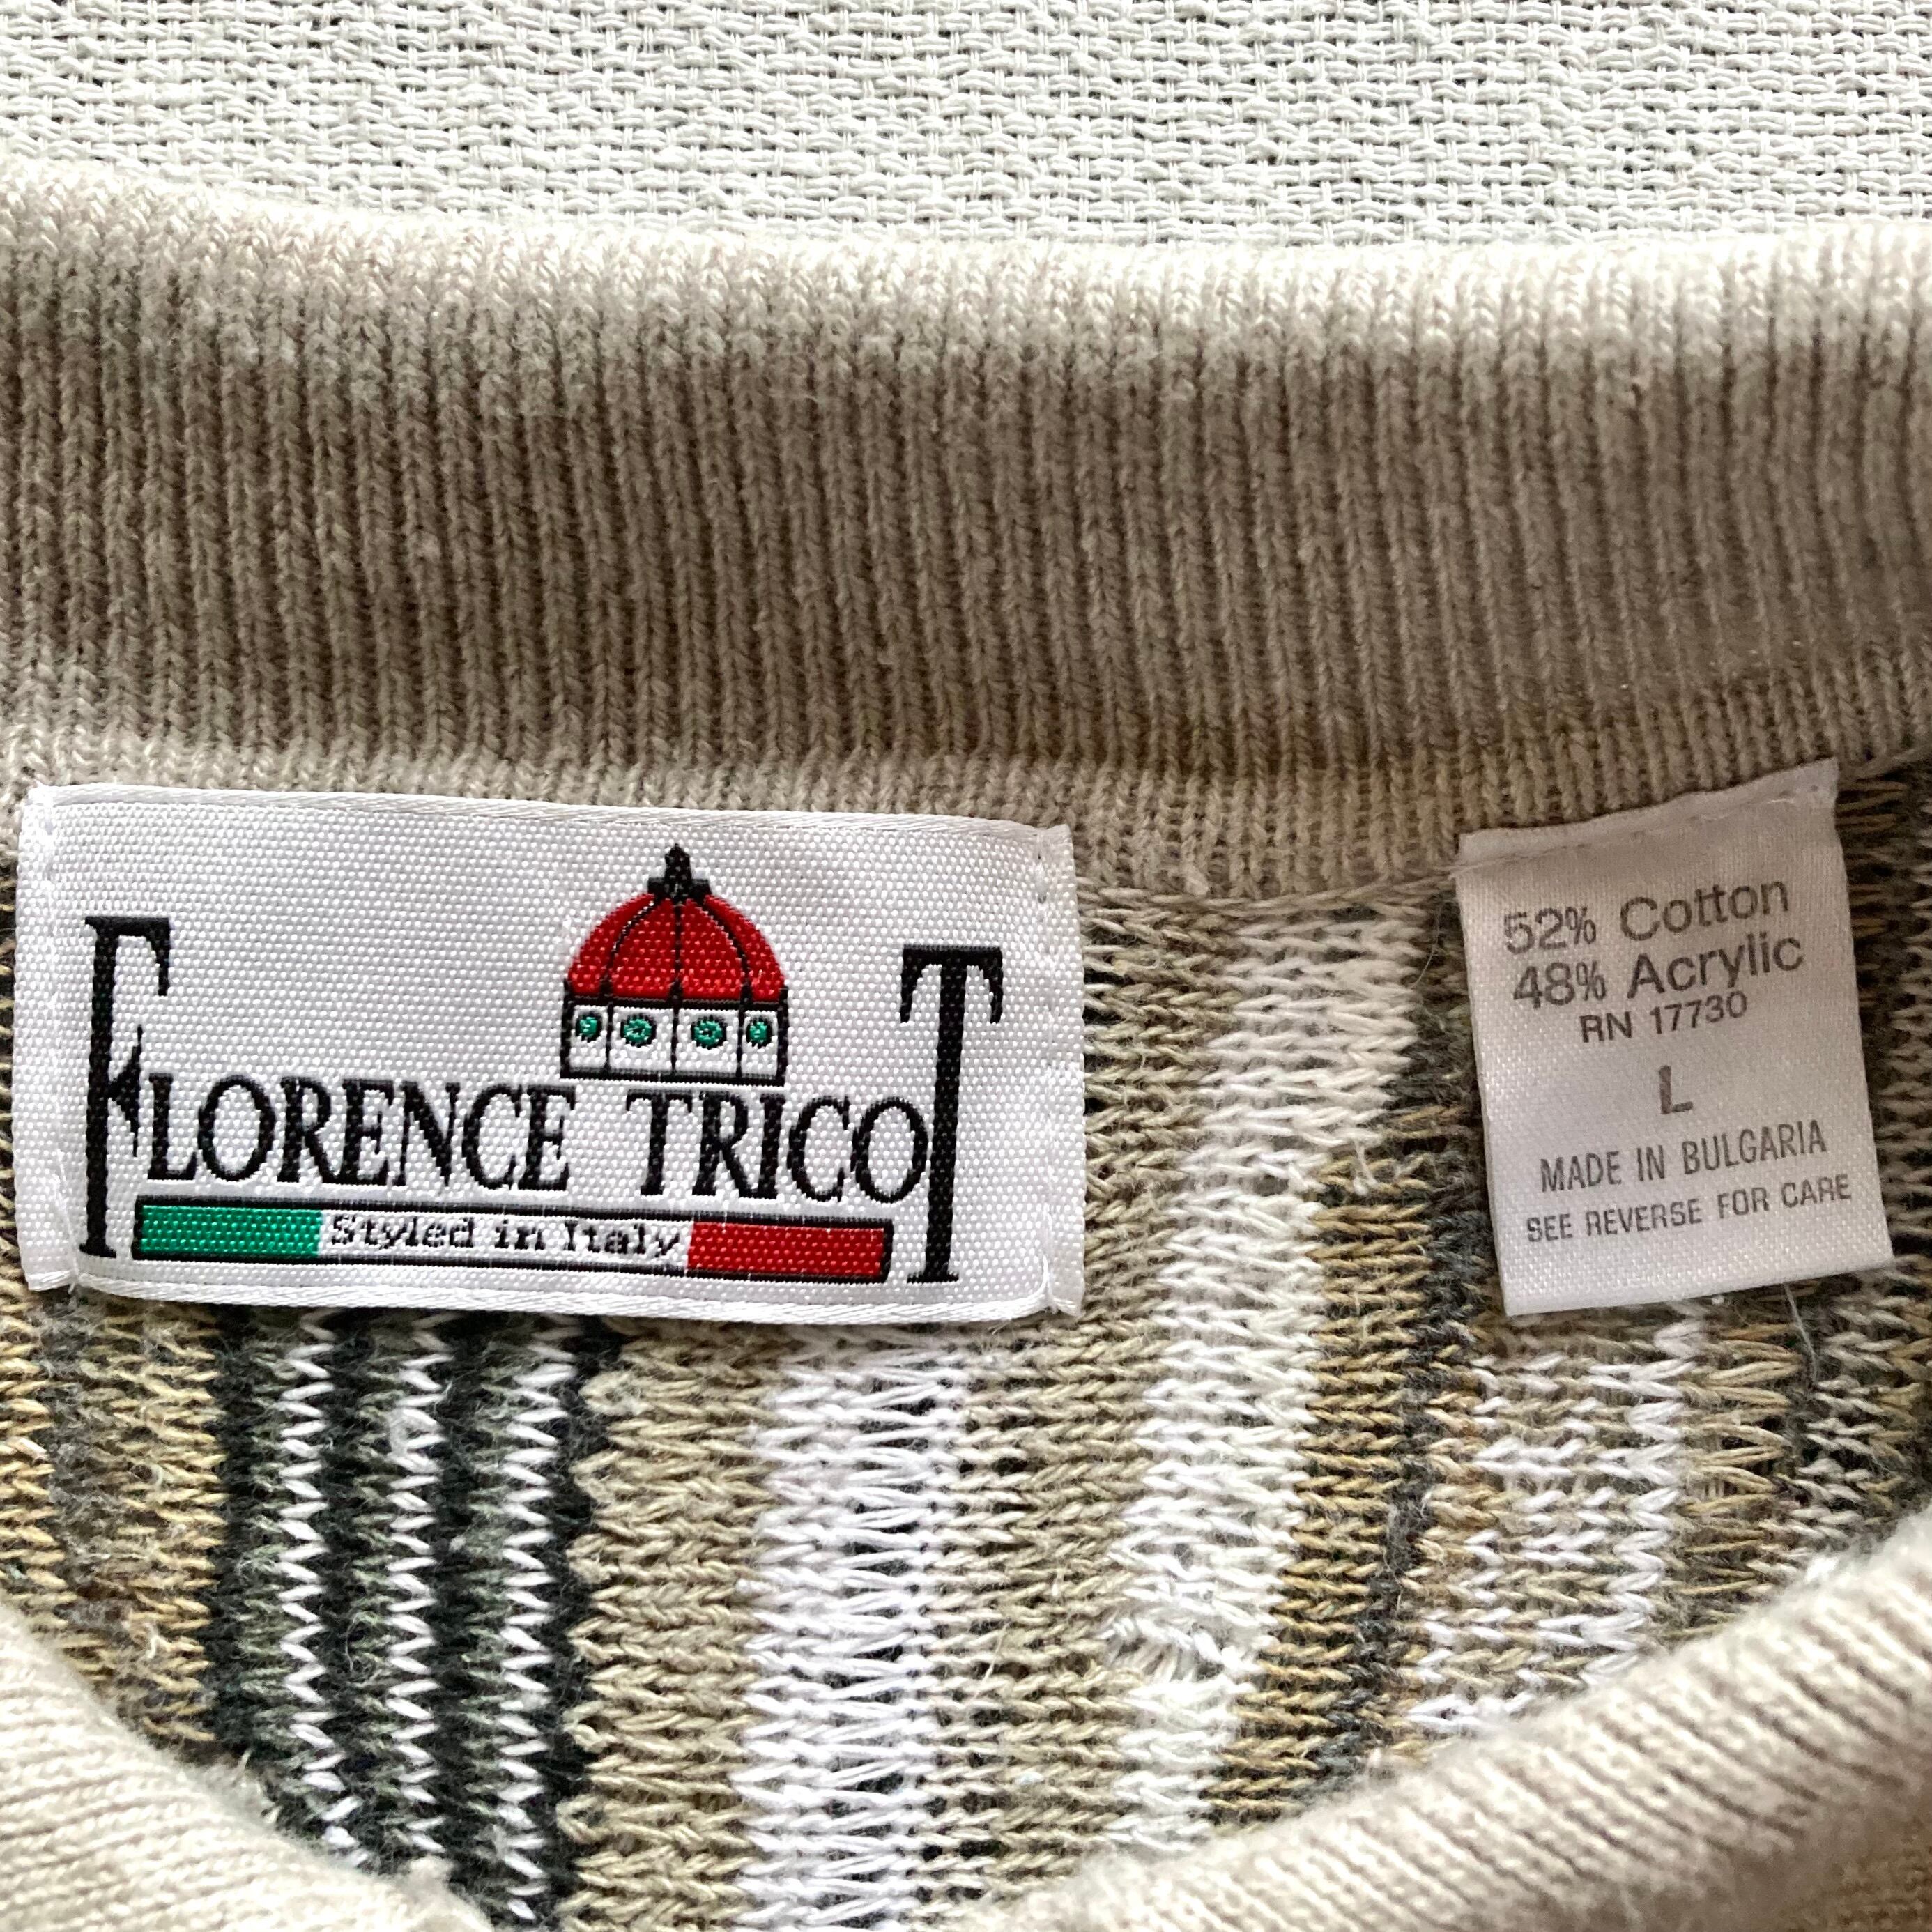 FLORENCE TRICOT
Styled in Italy
52% Cotton
48% Acrylic
RN 17730
L
MADE IN BULGARIA
SEE REVERSE FOR CARE